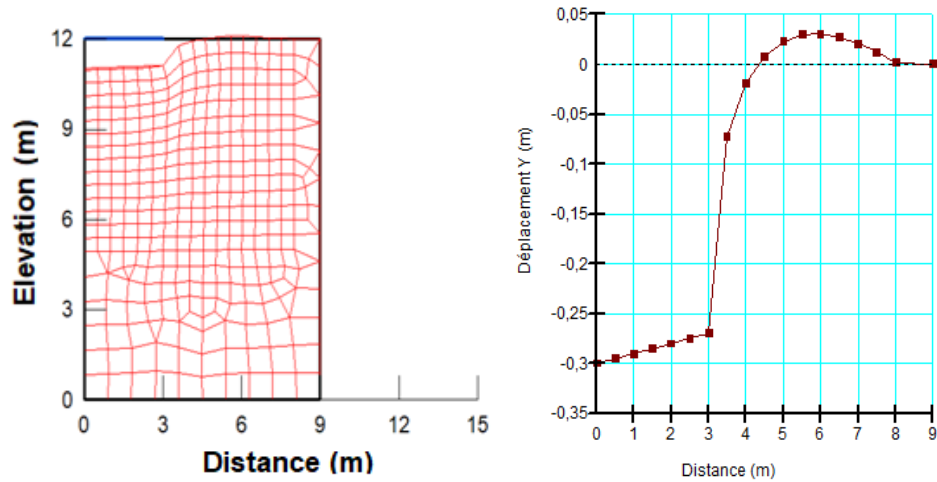 12
9
6
3
0
Elevation (m)
0 3 6 9 12 15
Distance (m)
0,05
0
-0,05
-0,1
-0,15
-0,2
-0,25
-0,3
-0,35
Déplacement Y (m)
0 1 2 3 4 5 6 7 8 9
Distance (m)